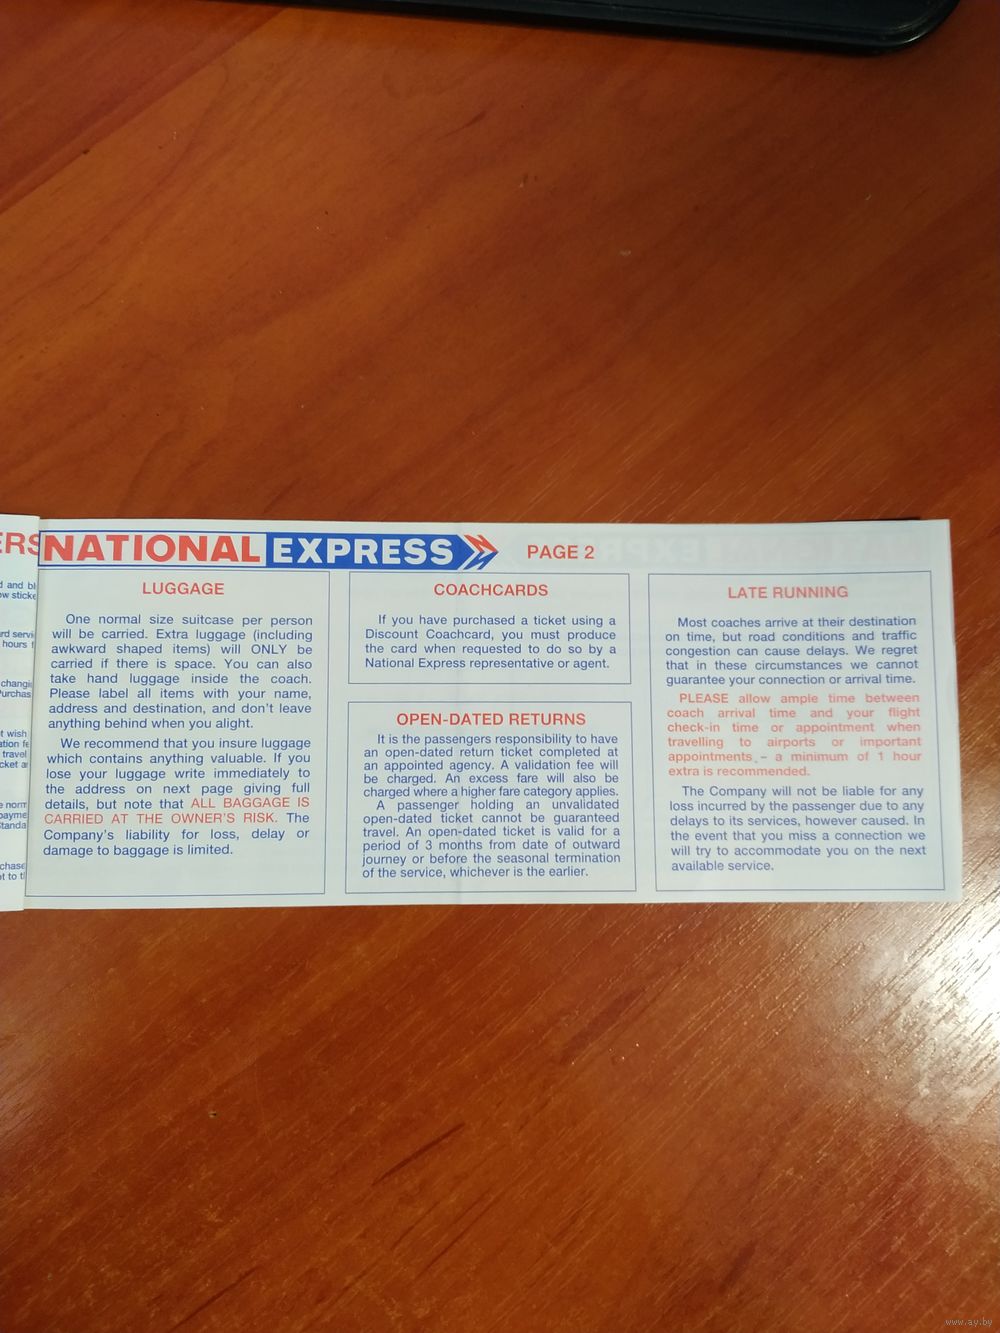 NATIONAL EXPRESS PAGE 2
LUGGAGE
One normal size suitcase per person
will be carried. Extra luggage (including
awkward shaped items) will ONLY be
carried if there is space. You can also
take hand luggage inside the coach.
Please label all items with your name,
address and destination, and don't leave
anything behind when you alight.
We recommend that you insure luggage
which contains anything valuable. If you
lose your luggage write immediately to
the address on next page giving full
details, but note that ALL BAGGAGE IS
CARRIED AT THE OWNER'S RISK. The
Company's liability for loss, delay or
damage to baggage is limited.
COACHCARDS
If you have purchased a ticket using a
Discount Coachcard, you must produce
the card when requested to do so by a
National Express representative or agent.
OPEN-DATED RETURNS
It is the passengers responsibility to have
an open-dated return ticket completed at
an appointed agency. A validation fee will
be charged. An excess fare will also be
charged where a higher fare category applies.
A passenger holding an unvalidated
open-dated ticket cannot be guaranteed
travel. An open-dated ticket is valid for a
period of 3 months from date of outward
journey or before the seasonal termination
of the service, whichever is the earlier.
LATE RUNNING
Most coaches arrive at their destination
on time, but road conditions and traffic
congestion can cause delays. We regret
that in these circumstances we cannot
guarantee your connection or arrival time.
PLEASE allow ample time between
coach arrival time and your flight
check-in time or appointment when
travelling to airports or important
appointments – a minimum of 1 hour
extra is recommended.
The Company will not be liable for any
loss incurred by the passenger due to any
delays to its services, however caused. In
the event that you miss a connection we
will try to accommodate you on the next
available service.
www.ay.by